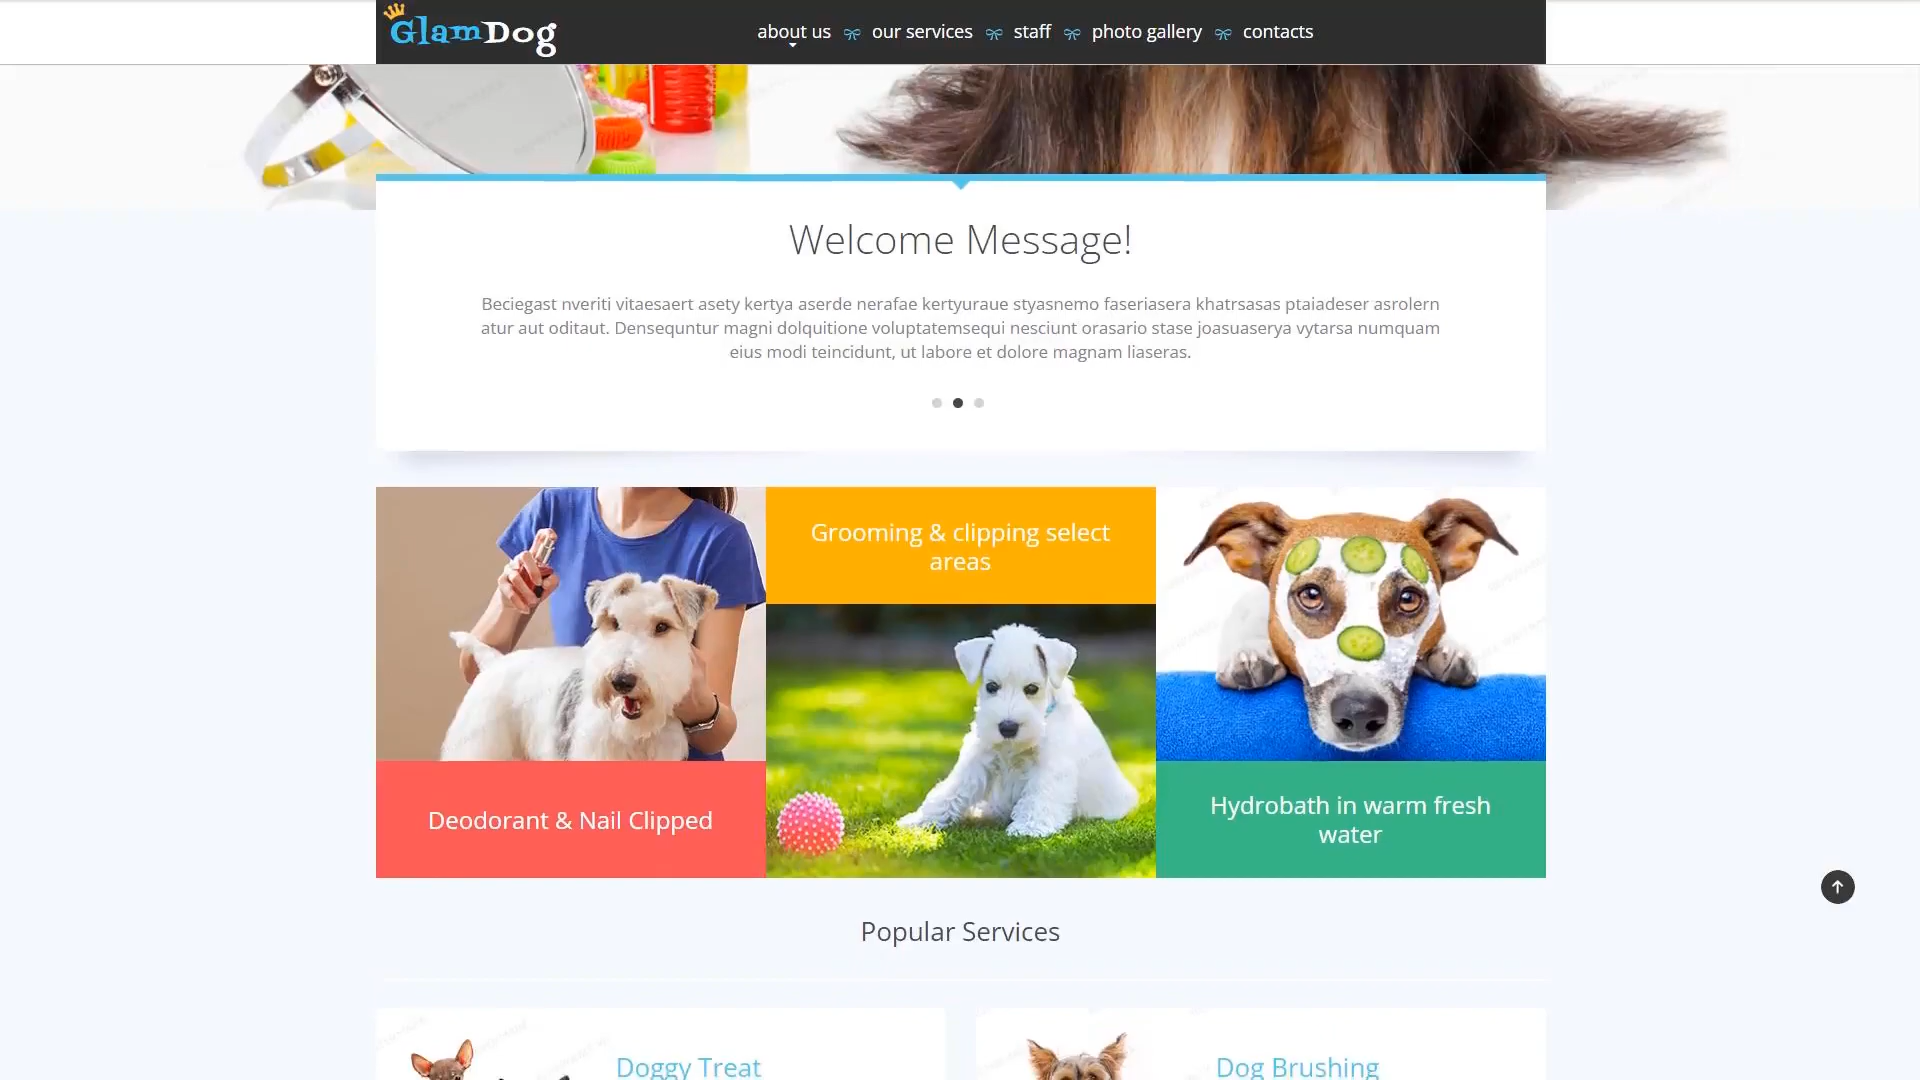 GlamDog
about us
our services
staff
photo gallery
contacts
Welcome Message!
Beciegast nveriti vitaesaert asety kertya aserde nerafae kertyuraue styasnemo faseriasera khatrsasas ptaiadeser asrolern
atur aut oditaut. Densequntur magni dolquitione voluptatemsequi nesciunt orasario stase joasuaserya vytarsa numquam
eius modi teincidunt, ut labore et dolore magnam liaseras.
Grooming & clipping select
areas
Deodorant & Nail Clipped
Hydrobath in warm fresh
water
Popular Services
Doggy Treat
Dog Brushing